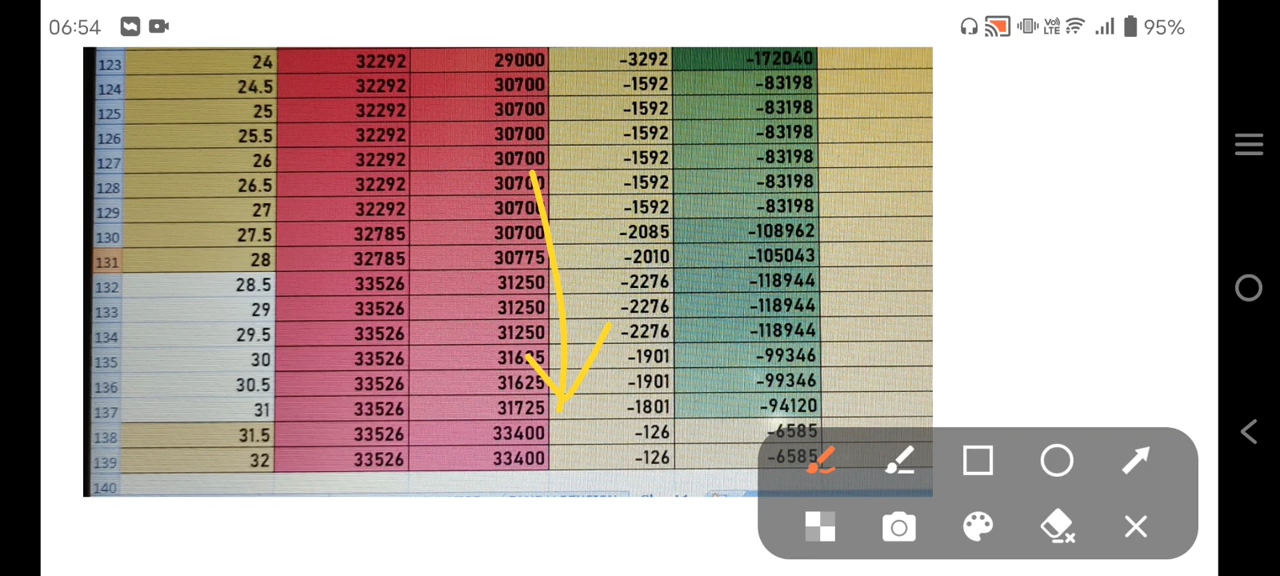 06:54 Vo) LTE 95%
123 24 32292 29000 -3292 -172040
124 24.5 32292 30700 -1592 -83198
125 25 32292 30700 -1592 -83198
126 25.5 32292 30700 -1592 -83198
127 26 32292 30700 -1592 -83198
128 26.5 32292 30700 -1592 -83198
129 27 32292 30700 -1592 -83198
130 27.5 32785 30700 -2085 -108962
131 28 32785 30775 -2010 -105043
132 28.5 33526 31250 -2276 -118944
133 29 33526 31250 -2276 -118944
134 29.5 33526 31250 -2276 -118944
135 30 33526 31625 -1901 -99346
136 30.5 33526 31625 -1901 -99346
137 31 33526 31725 -1801 -94120
138 31.5 33526 33400 -126 -6585
139 32 33526 33400 -126 -6585
140